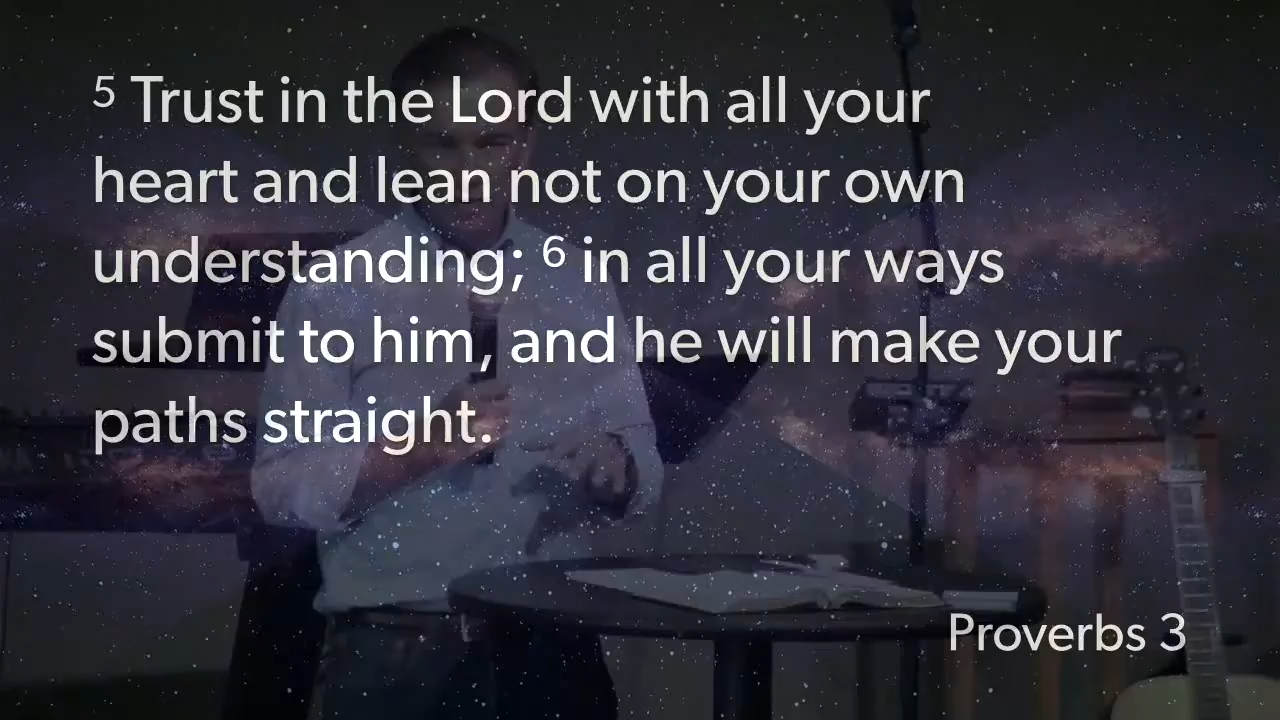 5 Trust in the Lord with all your
heart and lean not on your own
understanding; 6 in all your ways
submit to him, and he will make your
paths straight.
Proverbs 3